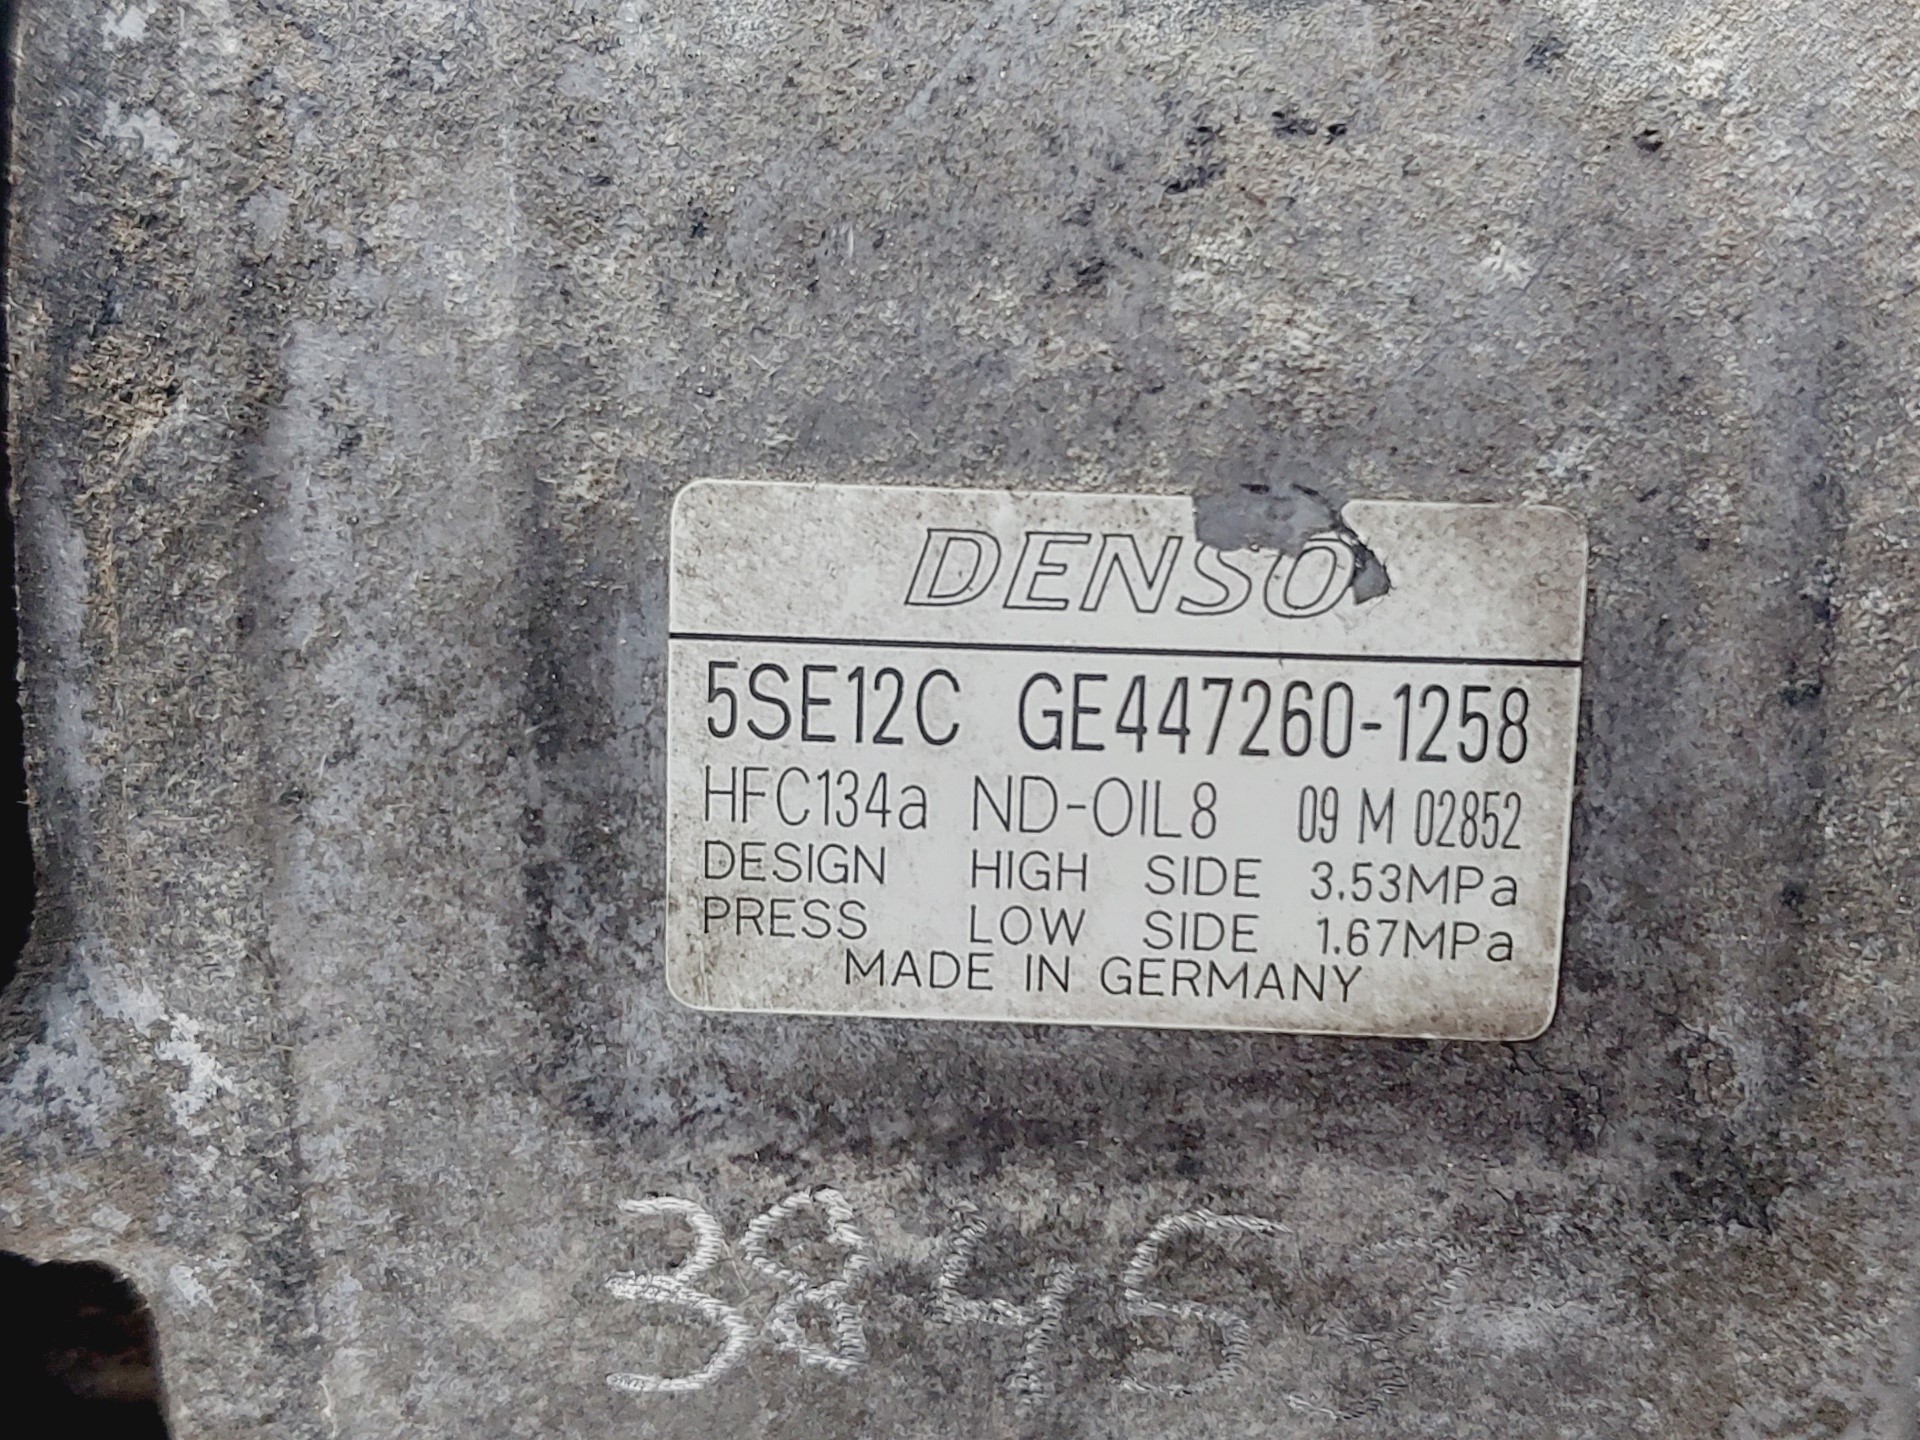 DENSO
5SE12C GE447260-1258
HFC134a ND-OIL8 09 M 02852
DESIGN HIGH SIDE 3.53MPa
PRESS LOW SIDE 1.67MPa
MADE IN GERMANY
3845